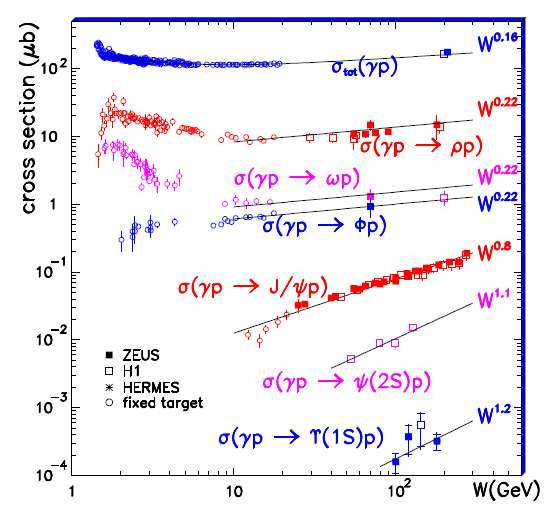 cross section (μb)
10²
10
1
10⁻¹
10⁻²
10⁻³
10⁻⁴
σtot(γp)
W^0.16
σ(γp → ρp)
W^0.22
σ(γp → ωp)
W^0.22
σ(γp → Φp)
W^0.22
σ(γp → J/ψp)
W^0.8
σ(γp → ψ(2S)p)
W^1.1
σ(γp → Υ(1S)p)
W^1.2
ZEUS
H1
HERMES
fixed target
1
10
10²
W(GeV)